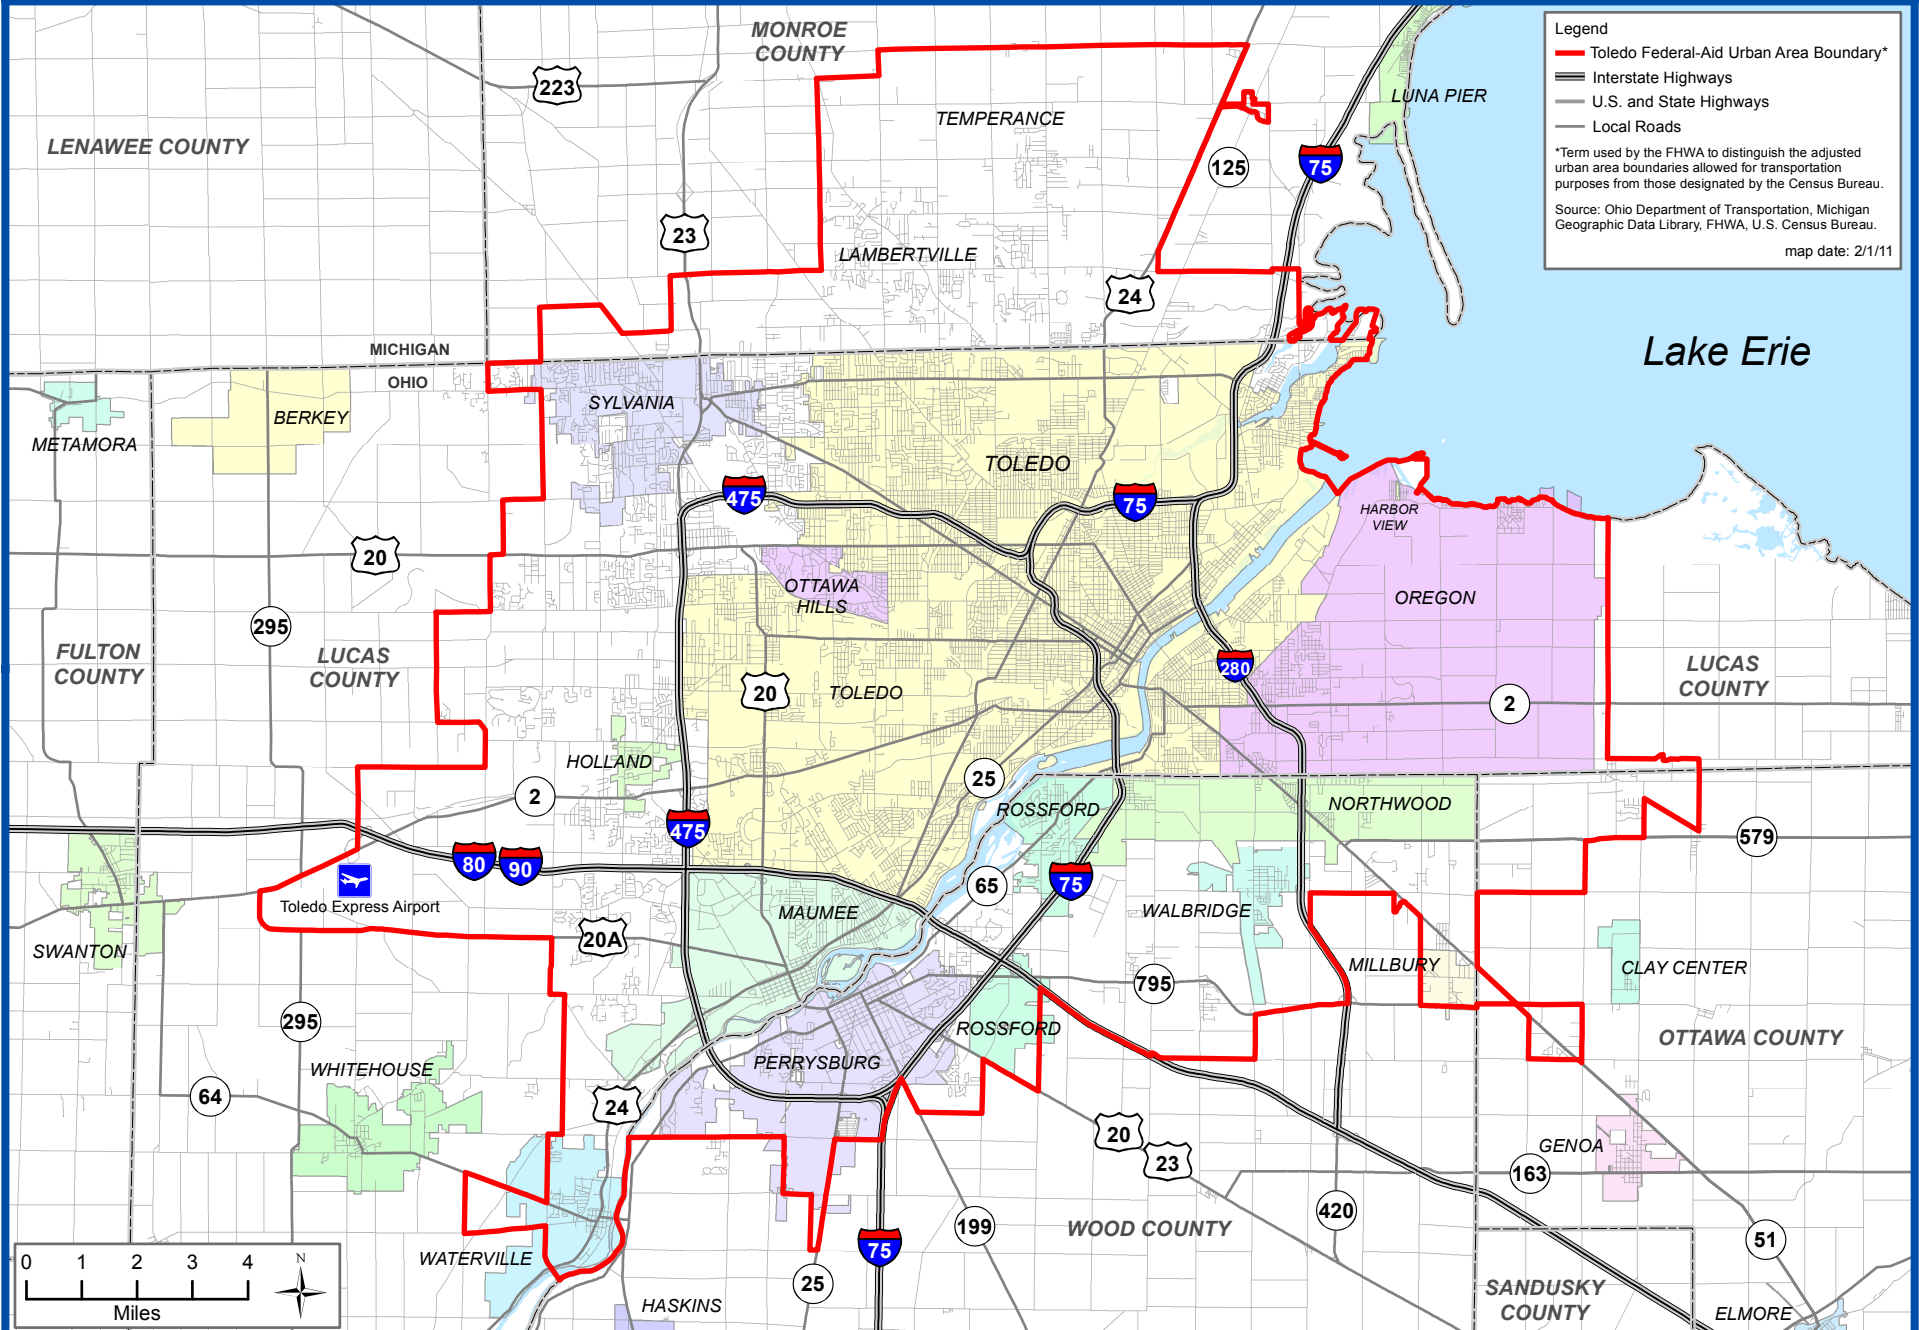 Legend
Toledo Federal-Aid Urban Area Boundary*
Interstate Highways
U.S. and State Highways
Local Roads
*Term used by the FHWA to distinguish the adjusted
urban area boundaries allowed for transportation
purposes from those designated by the Census Bureau.
Source: Ohio Department of Transportation, Michigan
Geographic Data Library, FHWA, U.S. Census Bureau.
map date: 2/1/11
MONROE
COUNTY
223
LUNA PIER
TEMPERANCE
LENAWEE COUNTY
125
75
23
LAMBERTVILLE
24
MICHIGAN
OHIO
Lake Erie
SYLVANIA
BERKEY
METAMORA
TOLEDO
475
75
HARBOR
VIEW
20
OTTAWA
HILLS
OREGON
295
FULTON
COUNTY
LUCAS
COUNTY
280
LUCAS
COUNTY
20
TOLEDO
2
HOLLAND
25
2
ROSSFORD
NORTHWOOD
475
579
80
90
75
65
Toledo Express Airport
MAUMEE
WALBRIDGE
20A
SWANTON
MILLBURY
CLAY CENTER
795
295
ROSSFORD
OTTAWA COUNTY
PERRYSBURG
WHITEHOUSE
64
24
20
23
GENOA
163
420
199
WOOD COUNTY
51
75
WATERVILLE
25
0 1 2 3 4
Miles
N
HASKINS
SANDUSKY
COUNTY
ELMORE